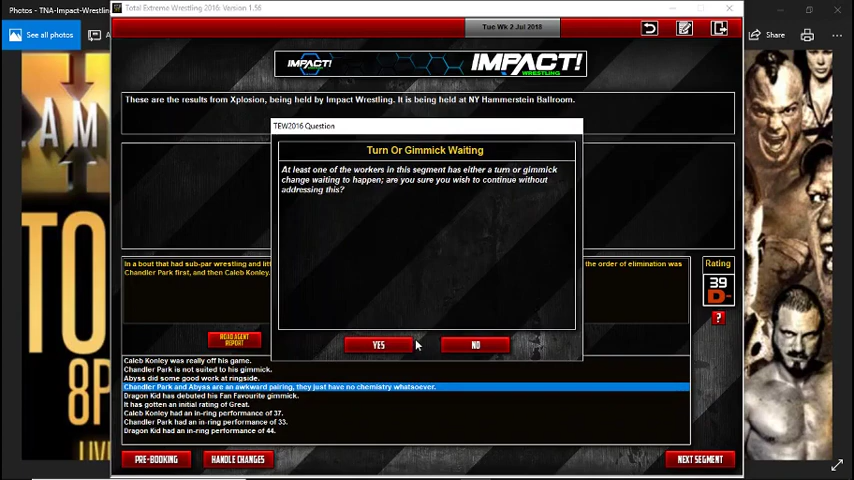 Photos - TNA-Impact-Wrestlin
Total Extreme Wrestling 2016: Version 1.56
See all photos
Share
Tue Wk 2 Jul 2018
IMPACT!
IMPACT!
WRESTLING
These are the results from Xplosion, being held by Impact Wrestling. It is being held at NY Hammerstein Ballroom.
TEW2016 Question
Turn Or Gimmick Waiting
At least one of the workers in this segment has either a turn or gimmick
change waiting to happen; are you sure you wish to continue without
addressing this?
YES
NO
In a bout that had sub-par wrestling and lit
the order of elimination was
Chandler Park first, and then Caleb Konley.
Rating
39
D-
?
ROAD AGENT
REPORT
Caleb Konley was really off his game.
Chandler Park is not suited to his gimmick.
Abyss did some good work at ringside.
Chandler Park and Abyss are an awkward pairing, they just have no chemistry whatsoever.
Dragon Kid has debuted his Fan Favourite gimmick.
It has gotten an initial rating of Great.
Caleb Konley had an in-ring performance of 37.
Chandler Park had an in-ring performance of 33.
Dragon Kid had an in-ring performance of 44.
PRE-BOOKING
HANDLE CHANGES
NEXT SEGMENT
AM
TO
8P
LIV